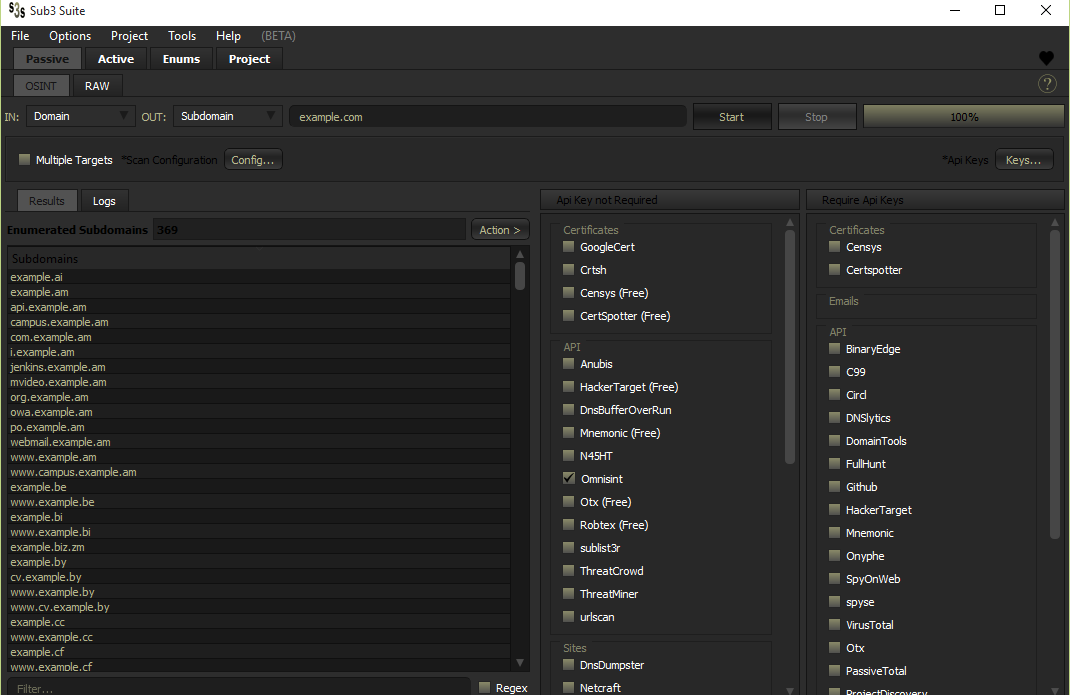 S3S Sub3 Suite
File Options Project Tools Help (BETA)
Passive Active Enums Project
OSINT RAW ?
IN: Domain OUT: Subdomain example.com Start Stop 100%
Multiple Targets *Scan Configuration Config... *Api Keys Keys...
Results Logs
Enumerated Subdomains 369 Action >
Subdomains
example.ai
example.am
api.example.am
campus.example.am
com.example.am
i.example.am
jenkins.example.am
mvideo.example.am
org.example.am
owa.example.am
po.example.am
webmail.example.am
www.example.am
www.campus.example.am
example.be
www.example.be
example.bi
www.example.bi
example.biz.zm
example.by
cv.example.by
www.example.by
www.cv.example.by
example.cc
www.example.cc
example.cf
www.example.cf
Filter... Regex
Api Key not Required
Certificates
GoogleCert
Crtsh
Censys (Free)
CertSpotter (Free)
API
Anubis
HackerTarget (Free)
DnsBufferOverRun
Mnemonic (Free)
N45HT
Omnisint
Otx (Free)
Robtex (Free)
sublist3r
ThreatCrowd
ThreatMiner
urlscan
Sites
DnsDumpster
Netcraft
Require Api Keys
Certificates
Censys
Certspotter
Emails
API
BinaryEdge
C99
Circl
DNSlytics
DomainTools
FullHunt
Github
HackerTarget
Mnemonic
Onyphe
SpyOnWeb
spyse
VirusTotal
Otx
PassiveTotal
ProjectDiscovery